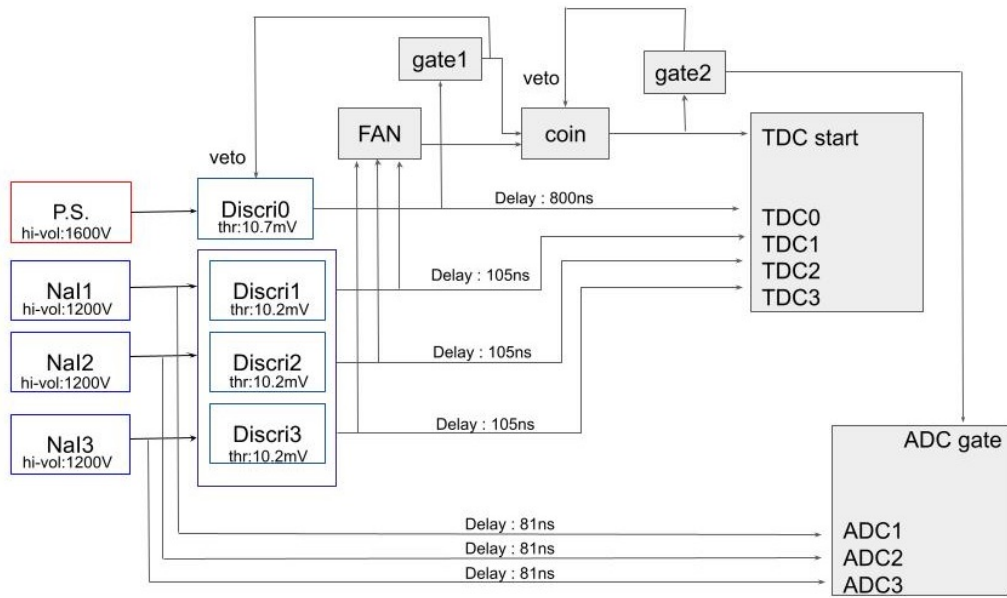 gate1
gate2
veto
FAN
coin
TDC start
veto
P.S.
hi-vol:1600V
Discri0
thr:10.7mV
Delay : 800ns
TDC0
TDC1
TDC2
TDC3
NaI1
hi-vol:1200V
Discri1
thr:10.2mV
Delay : 105ns
NaI2
hi-vol:1200V
Discri2
thr:10.2mV
Delay : 105ns
NaI3
hi-vol:1200V
Discri3
thr:10.2mV
Delay : 105ns
ADC gate
Delay : 81ns
ADC1
Delay : 81ns
ADC2
Delay : 81ns
ADC3